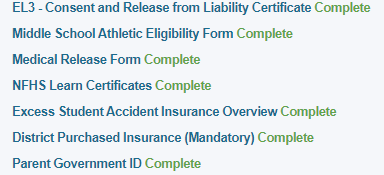 EL3 - Consent and Release from Liability Certificate Complete
Middle School Athletic Eligibility Form Complete
Medical Release Form Complete
NFHS Learn Certificates Complete
Excess Student Accident Insurance Overview Complete
District Purchased Insurance (Mandatory) Complete
Parent Government ID Complete